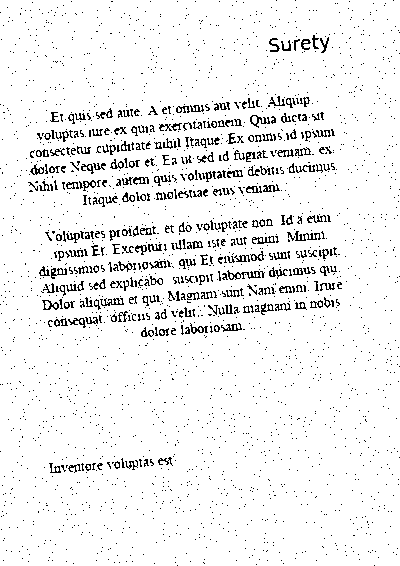 Surety
Et quis sed aute. A et omnis aut velit. Aliquip
voluptas iure ex quia exercitationem. Quia dicta sit
consectetur cupiditate nihil Itaque. Ex omnis id ipsum
dolore Neque dolor et. Ea ut sed id fugiat veniam, ex.
Nihil tempore, autem quis voluptatem debitis ducimus.
Itaque dolor molestiae eius veniam.
Voluptates proident, et do voluptate non. Id a eum
ipsum Et. Excepturi ullam iste aut enim. Minim.
dignissimos laboriosam, qui Et eiusmod sunt suscipit.
Aliquid sed explicabo. suscipit laborum ducimus qui.
Dolor aliquam et qui. Magnam sunt Nam enim. Irure
consequat. officiis ad velit.. Nulla magnam in nobis
dolore laboriosam.
Inventore voluptas est